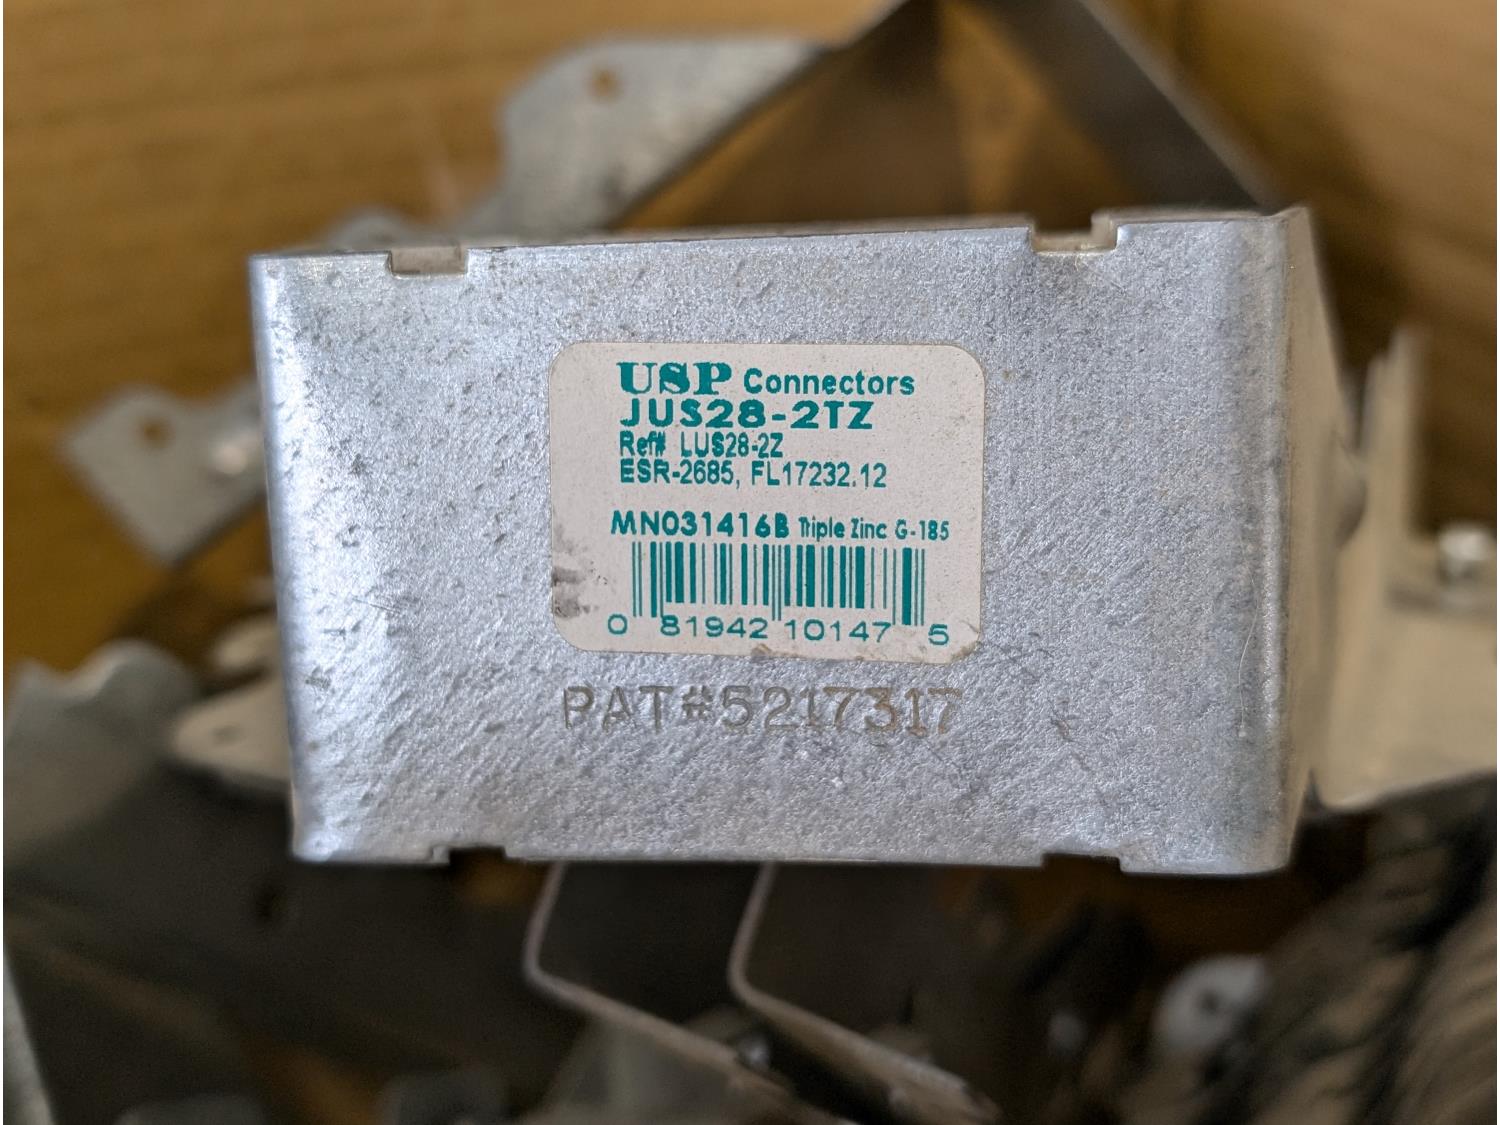 USP Connectors
JUS28-2TZ
Ref# LUS28-2Z
ESR-2685, FL17232.12
MN031416B Triple Zinc G-185
0 81942 10147 5
PAT#5217317